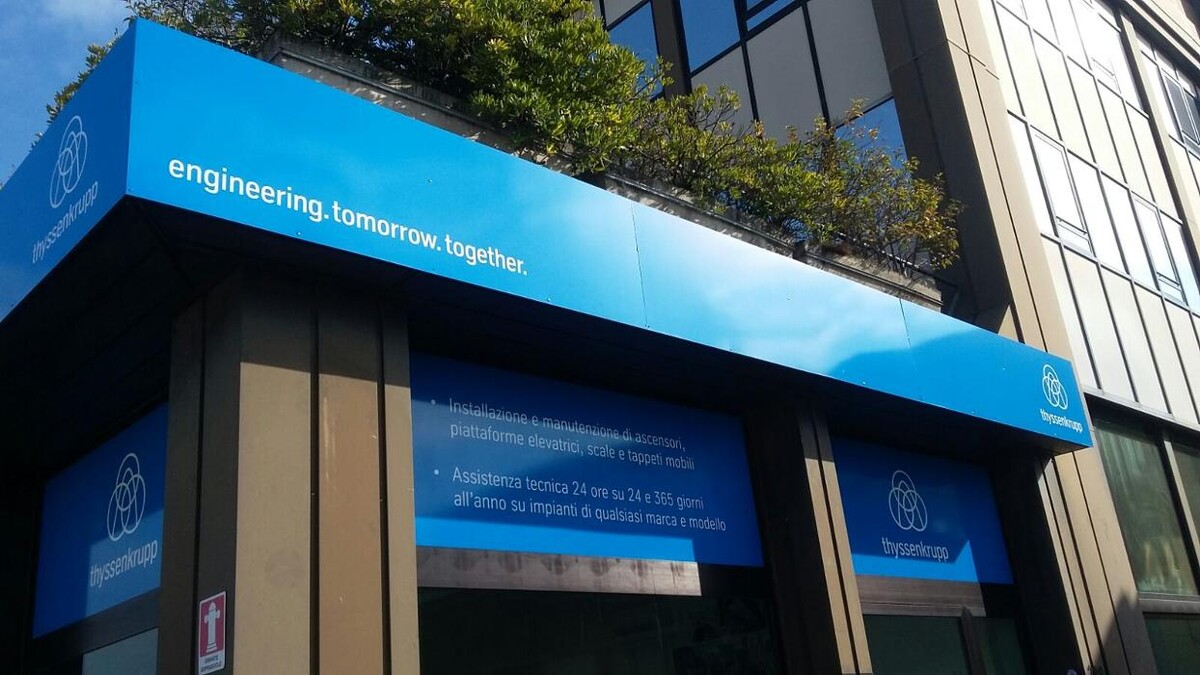 thyssenkrupp
engineering.tomorrow.together.
thyssenkrupp
• Installazione e manutenzione di ascensori,
piattaforme elevatrici, scale e tappeti mobili
• Assistenza tecnica 24 ore su 24 e 365 giorni
all'anno su impianti di qualsiasi marca e modello
thyssenkrupp
thyssenkrupp